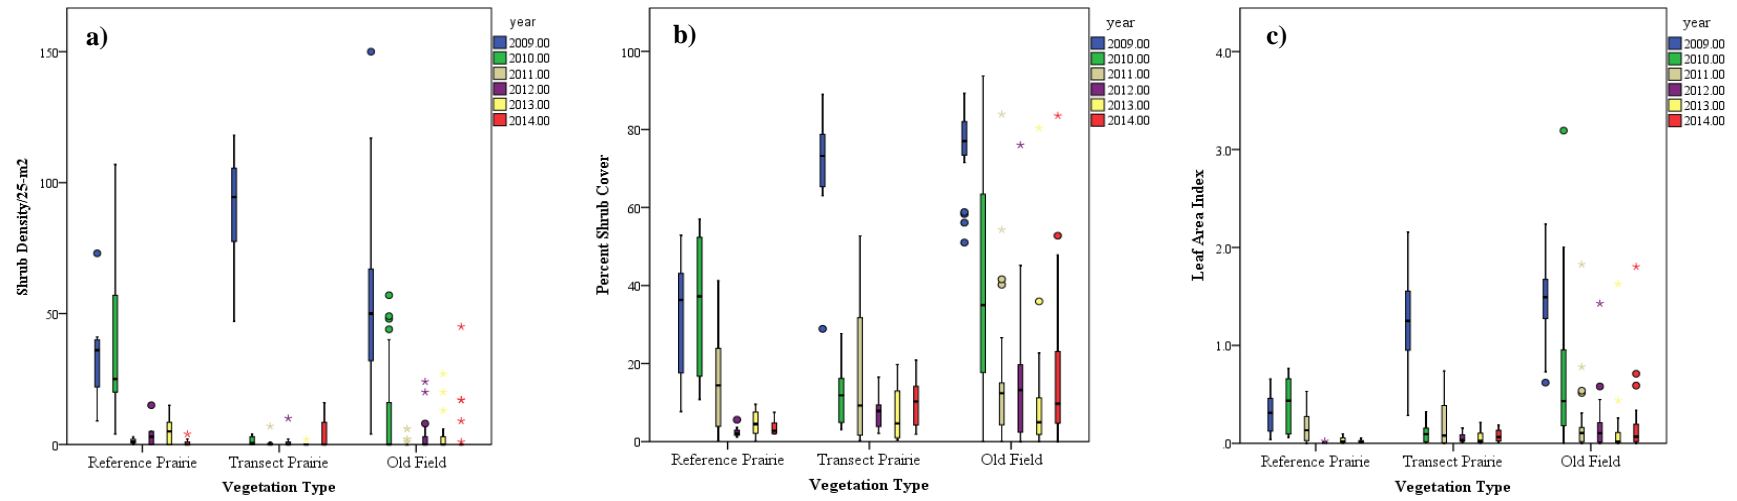 a)
year
2009.00
2010.00
2011.00
2012.00
2013.00
2014.00
150
100
50
0
Shrub Density/25-m2
Reference Prairie Transect Prairie Old Field
Vegetation Type
b)
year
2009.00
2010.00
2011.00
2012.00
2013.00
2014.00
100
80
60
40
20
0
Percent Shrub Cover
Reference Prairie Transect Prairie Old Field
Vegetation Type
c)
year
2009.00
2010.00
2011.00
2012.00
2013.00
2014.00
4.0
3.0
2.0
1.0
.0
Leaf Area Index
Reference Prairie Transect Prairie Old Field
Vegetation Type